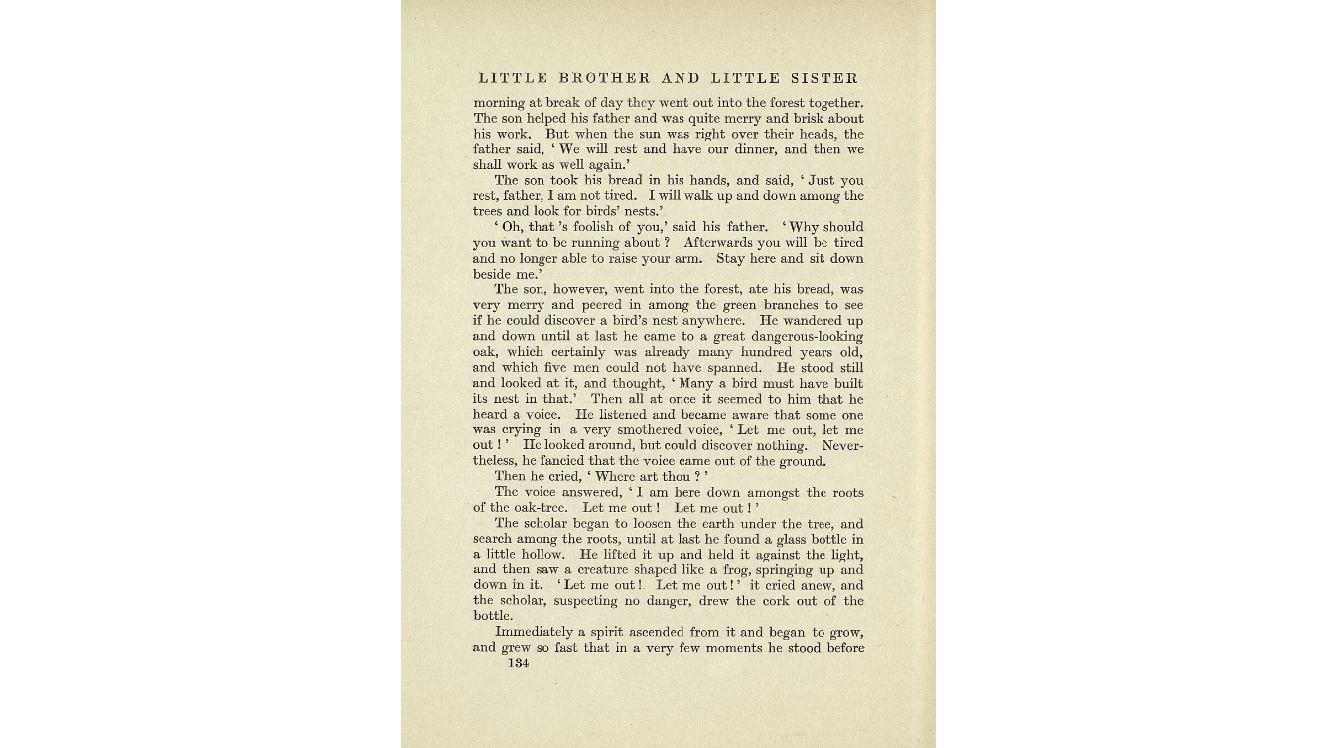 LITTLE BROTHER AND LITTLE SISTER
morning at break of day they went out into the forest together.
The son helped his father and was quite merry and brisk about
his work. But when the sun was right over their heads, the
father said, ‘ We will rest and have our dinner, and then we
shall work as well again.’
The son took his bread in his hands, and said, ‘ Just you
rest, father, I am not tired. I will walk up and down among the
trees and look for birds’ nests.’
‘ Oh, that ’s foolish of you,’ said his father. ‘ Why should
you want to be running about ? Afterwards you will be tired
and no longer able to raise your arm. Stay here and sit down
beside me.’
The son, however, went into the forest, ate his bread, was
very merry and peered in among the green branches to see
if he could discover a bird’s nest anywhere. He wandered up
and down until at last he came to a great dangerous-looking
oak, which certainly was already many hundred years old,
and which five men could not have spanned. He stood still
and looked at it, and thought, ‘ Many a bird must have built
its nest in that.’ Then all at once it seemed to him that he
heard a voice. He listened and became aware that some one
was crying in a very smothered voice, ‘ Let me out, let me
out ! ’ He looked around, but could discover nothing. Never-
theless, he fancied that the voice came out of the ground.
Then he cried, ‘ Where art thou ? ’
The voice answered, ‘ I am here down amongst the roots
of the oak-tree. Let me out ! Let me out ! ’
The scholar began to loosen the earth under the tree, and
search among the roots, until at last he found a glass bottle in
a little hollow. He lifted it up and held it against the light,
and then saw a creature shaped like a frog, springing up and
down in it. ‘ Let me out ! Let me out ! ’ it cried anew, and
the scholar, suspecting no danger, drew the cork out of the
bottle.
Immediately a spirit ascended from it and began to grow,
and grew so fast that in a very few moments he stood before
134